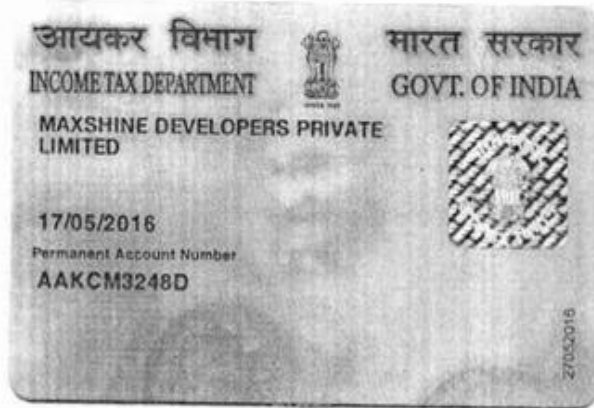 आयकर विभाग
INCOME TAX DEPARTMENT
भारत सरकार
GOVT. OF INDIA
MAXSHINE DEVELOPERS PRIVATE
LIMITED
17/05/2016
Permanent Account Number
AAKCM3248D
27052016